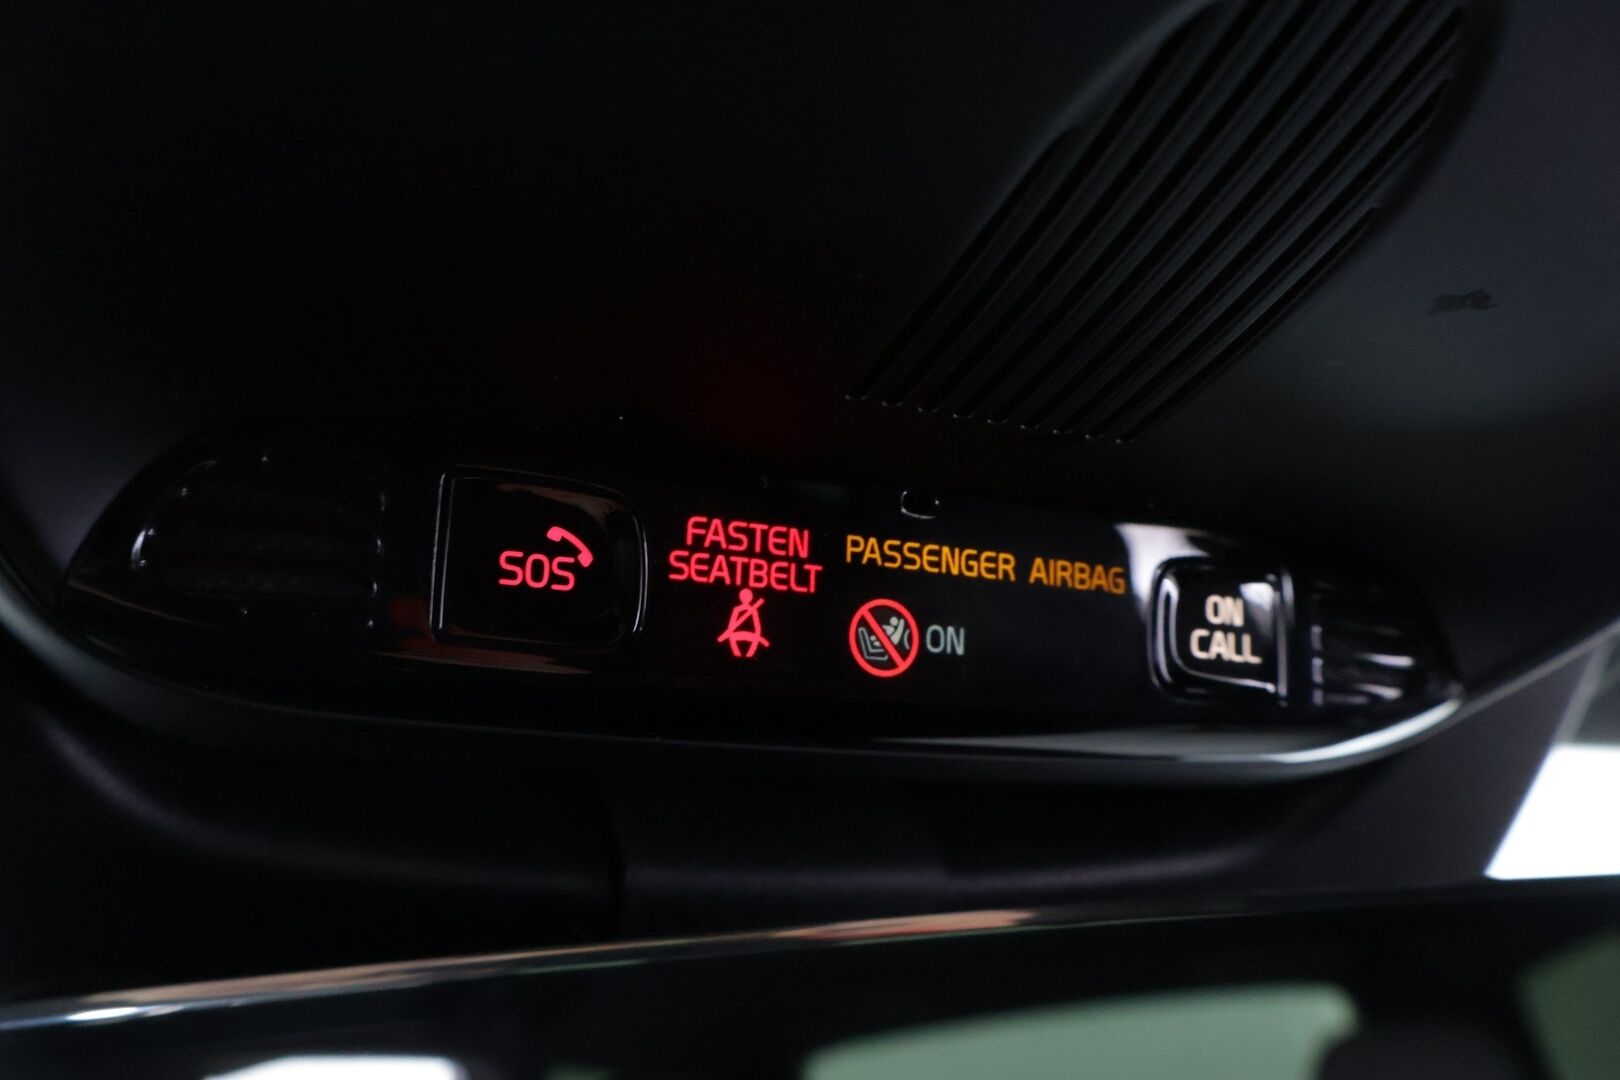 SOS
FASTEN
SEATBELT
PASSENGER AIRBAG
ON
ON
CALL